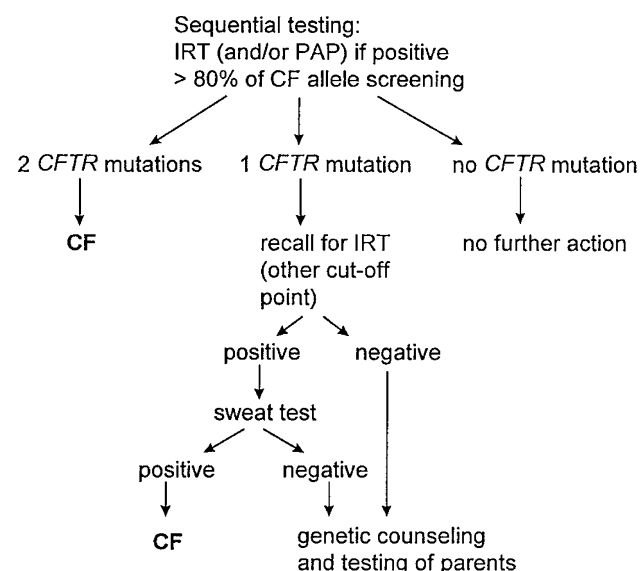 Sequential testing:
IRT (and/or PAP) if positive
> 80% of CF allele screening
2 CFTR mutations
1 CFTR mutation
no CFTR mutation
CF
recall for IRT
(other cut-off
point)
no further action
positive
negative
sweat test
positive
negative
CF
genetic counseling
and testing of parents